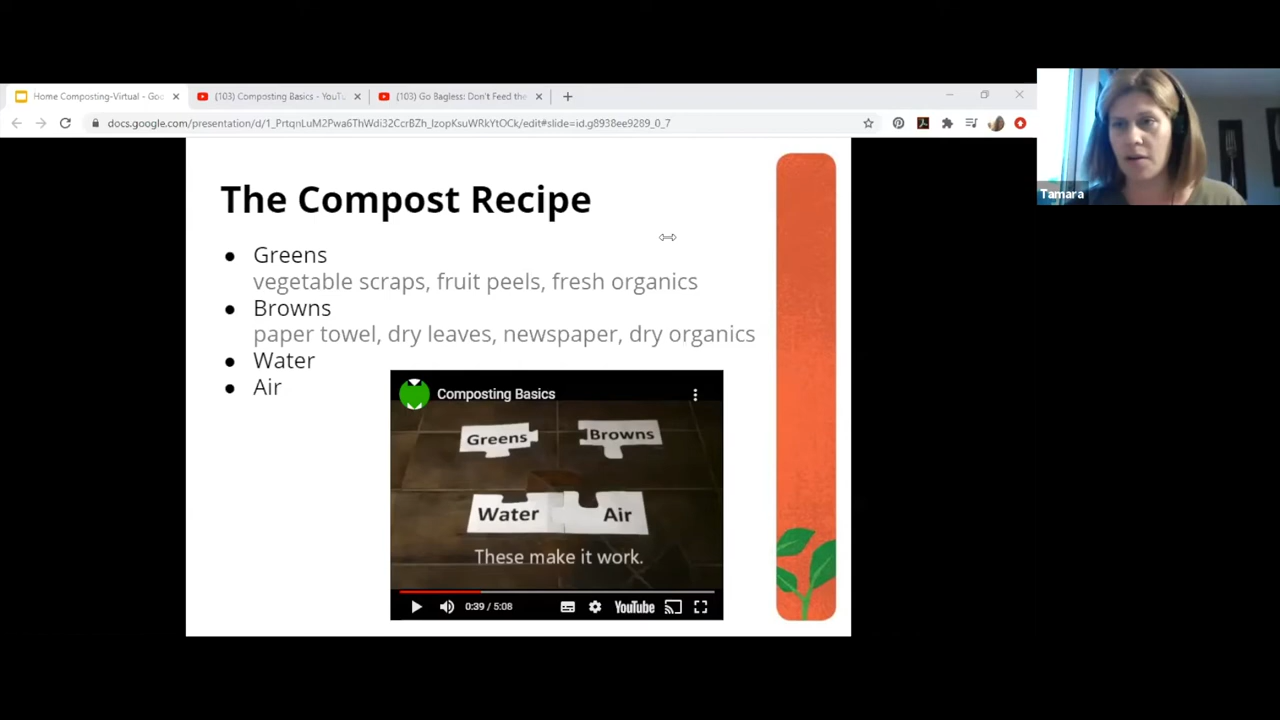 Home Composting-Virtual - Goo
(103) Composting Basics - YouTu
(103) Go Bagless: Don't Feed the
docs.google.com/presentation/d/1_PrtqnLuM2Pwa6ThWdi32CcrBZh_IzopKsuWRkYtOCk/edit#slide=id.g8938ee9289_0_7
Tamara
The Compost Recipe
● Greens
vegetable scraps, fruit peels, fresh organics
● Browns
paper towel, dry leaves, newspaper, dry organics
● Water
● Air
Composting Basics
Greens
Browns
Water
Air
These make it work.
0:39 / 5:08
YouTube